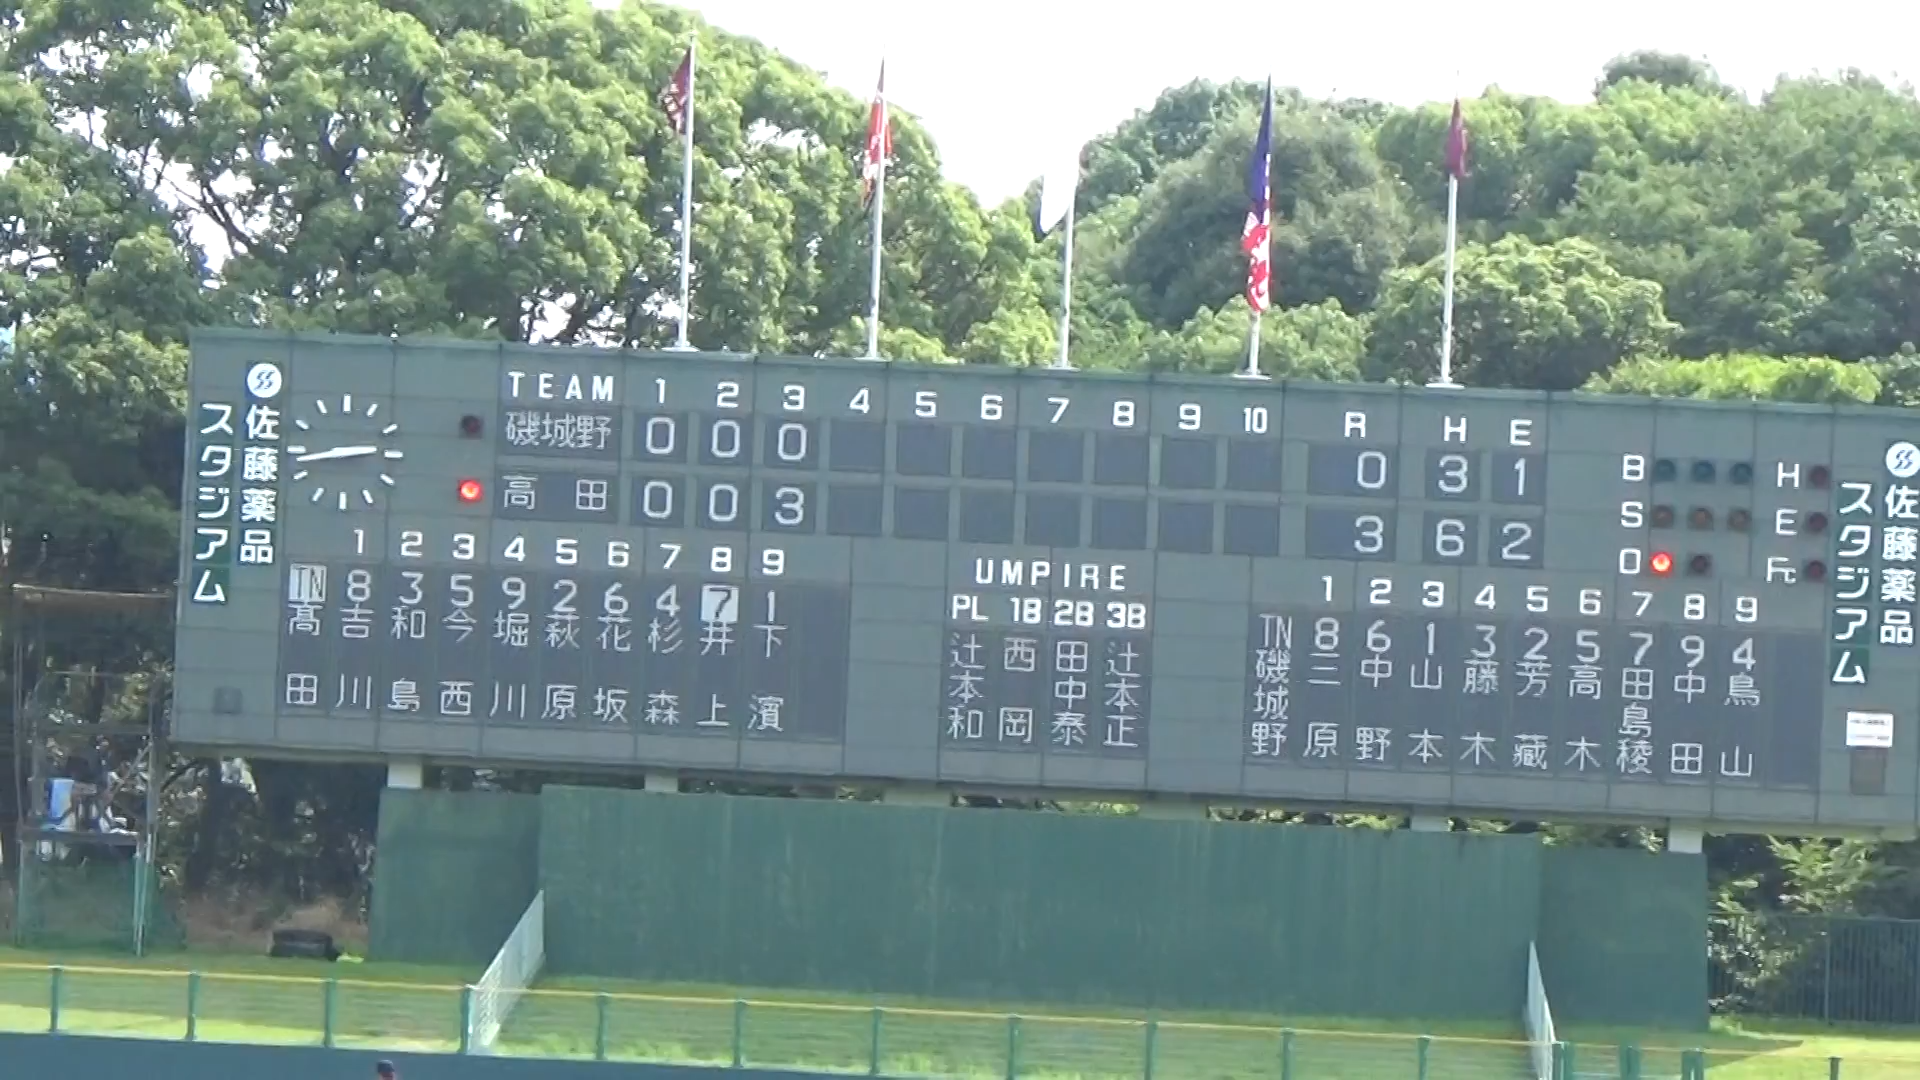 佐藤薬品
スタジアム
TEAM 1 2 3 4 5 6 7 8 9 10 R H E
磯城野 0 0 0 0 3 1
高田 0 0 3 3 6 2
B
S
O
H
E
Fc
佐藤薬品
スタジアム
1 2 3 4 5 6 7 8 9
TN 8 3 5 9 2 6 4 7 1
髙田 吉川 和島 今西 堀川 萩原 花坂 杉森 井上 下濱
UMPIRE
PL 1B 2B 3B
辻本和 西岡 田中泰 辻本正
1 2 3 4 5 6 7 8 9
TN 8 6 1 3 2 5 7 9 4
磯城野 三原 中野 山本 藤木 芳藏 高木 田島稜 中田 鳥山